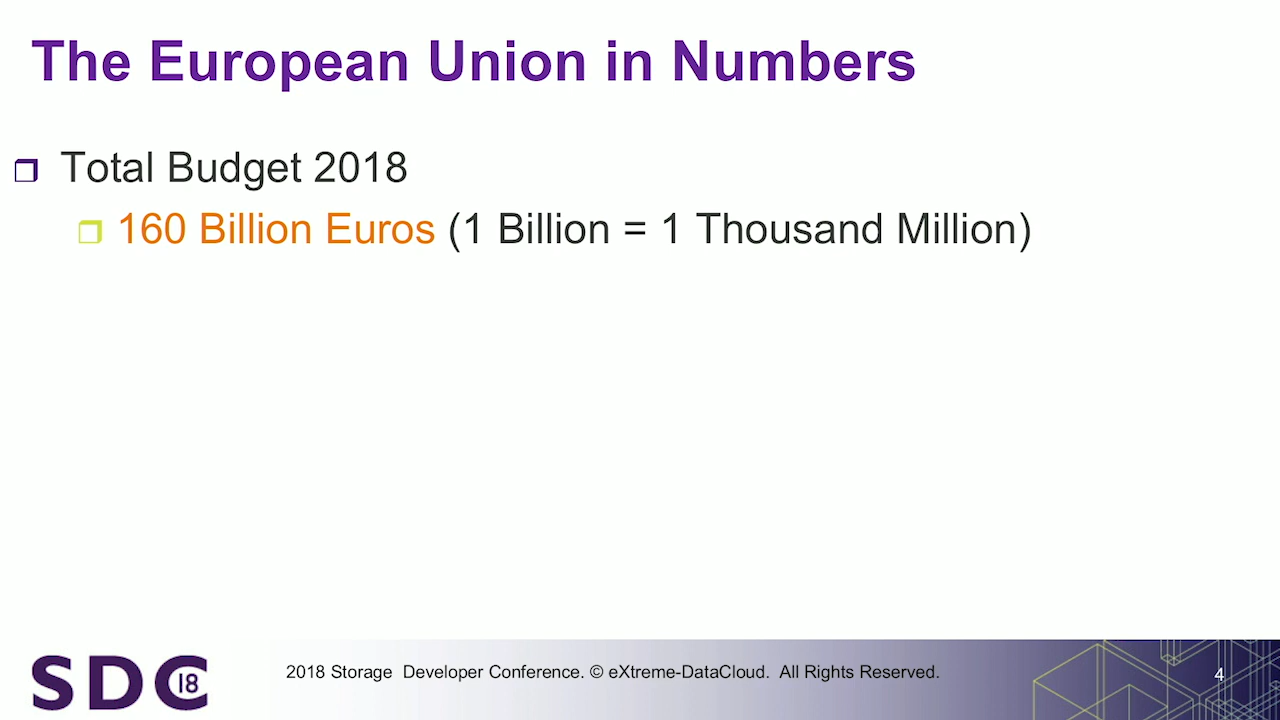 The European Union in Numbers
Total Budget 2018
160 Billion Euros (1 Billion = 1 Thousand Million)
SDC 18
2018 Storage Developer Conference. © eXtreme-DataCloud. All Rights Reserved.
4